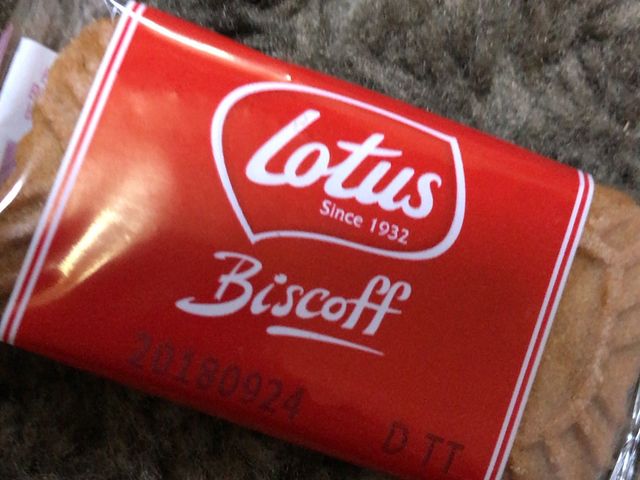 Lotus
Since 1932
Biscoff
20180924
D TT